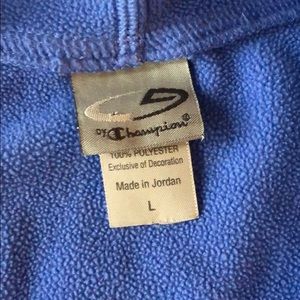 by Champion®
100% POLYESTER
Exclusive of Decoration
Made in Jordan
L